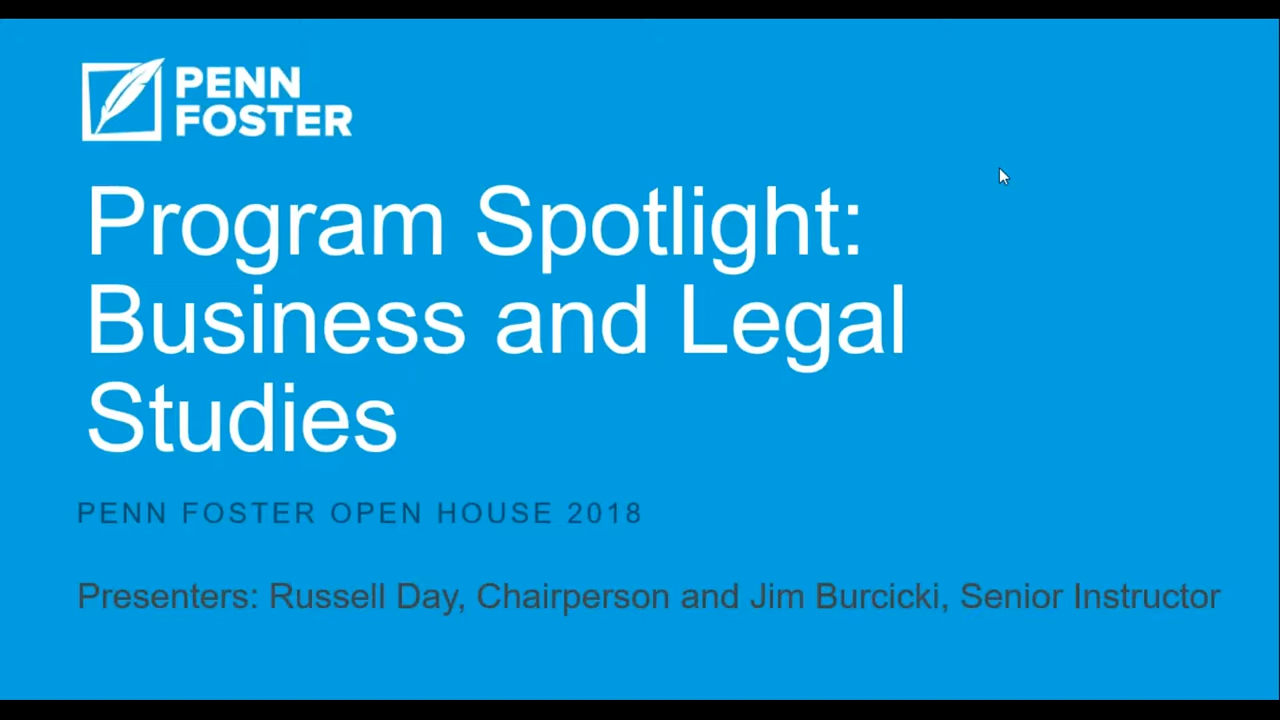 PENN
FOSTER
Program Spotlight:
Business and Legal
Studies
PENN FOSTER OPEN HOUSE 2018
Presenters: Russell Day, Chairperson and Jim Burcicki, Senior Instructor